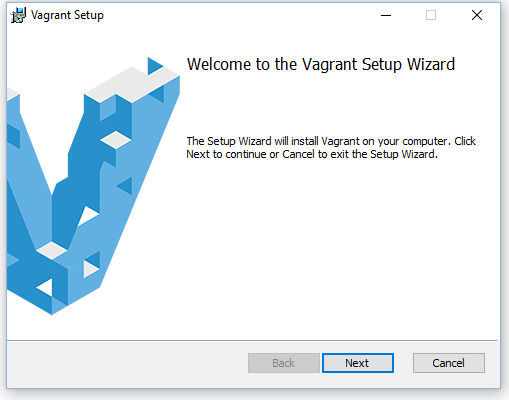 Vagrant Setup
Welcome to the Vagrant Setup Wizard
The Setup Wizard will install Vagrant on your computer. Click
Next to continue or Cancel to exit the Setup Wizard.
Back
Next
Cancel